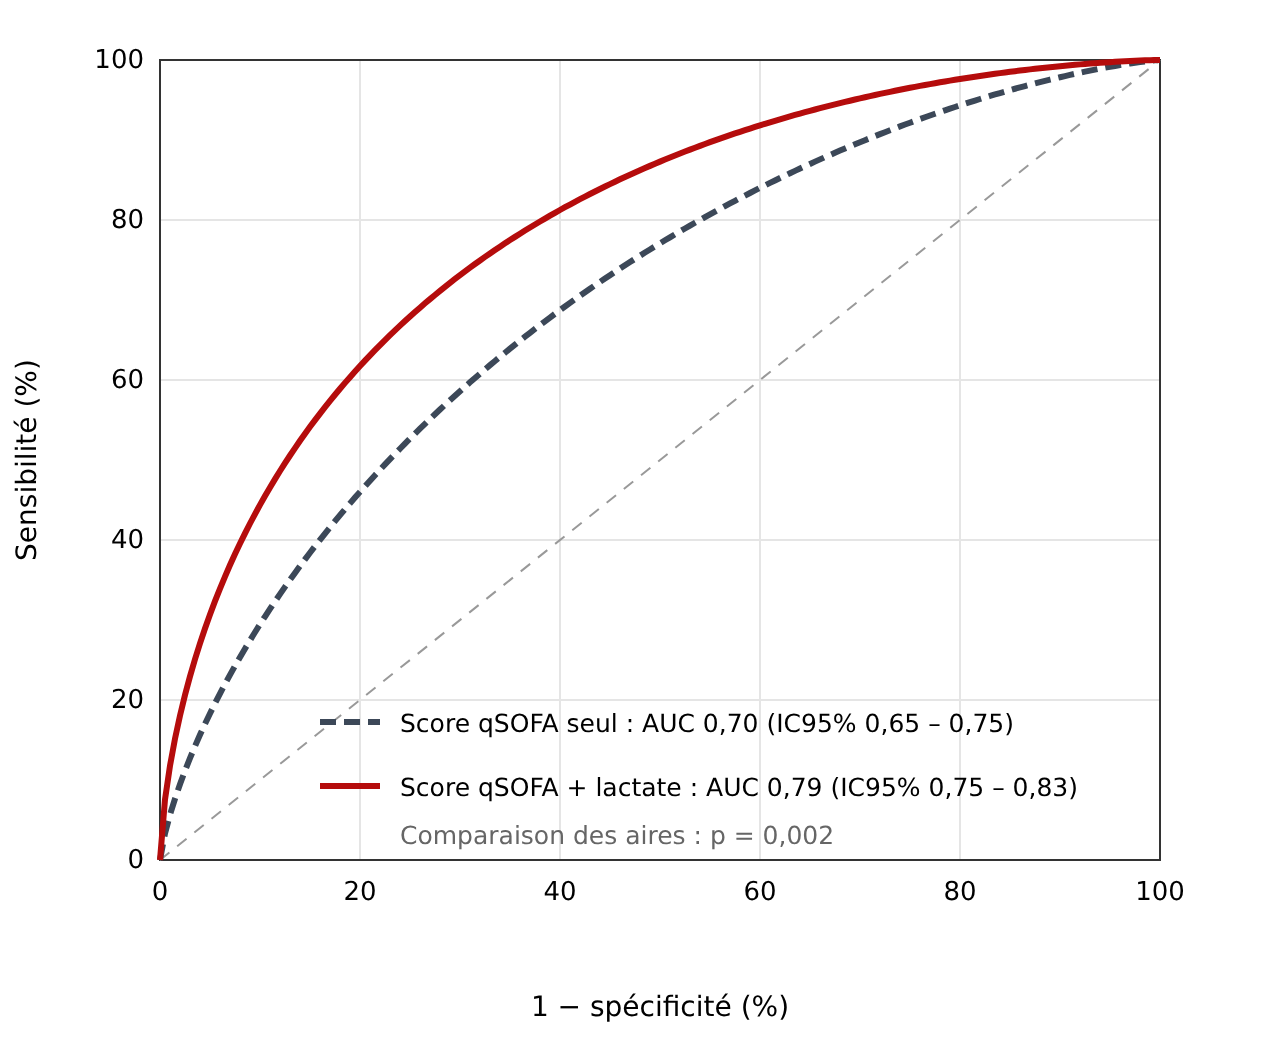 100
80
60
40
20
0
Sensibilité (%)
Score qSOFA seul : AUC 0,70 (IC95% 0,65 – 0,75)
Score qSOFA + lactate : AUC 0,79 (IC95% 0,75 – 0,83)
Comparaison des aires : p = 0,002
0 20 40 60 80 100
1 − spécificité (%)